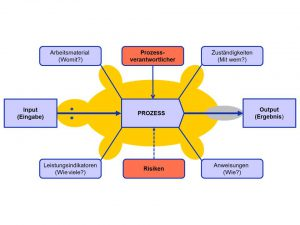 Arbeitsmaterial
(Womit?)
Prozess-
verantwortlicher
Zuständigkeiten
(Mit wem?)
Input
(Eingabe)
PROZESS
Output
(Ergebnis)
Leistungsindikatoren
(Wie viele?)
Risiken
Anweisungen
(Wie?)